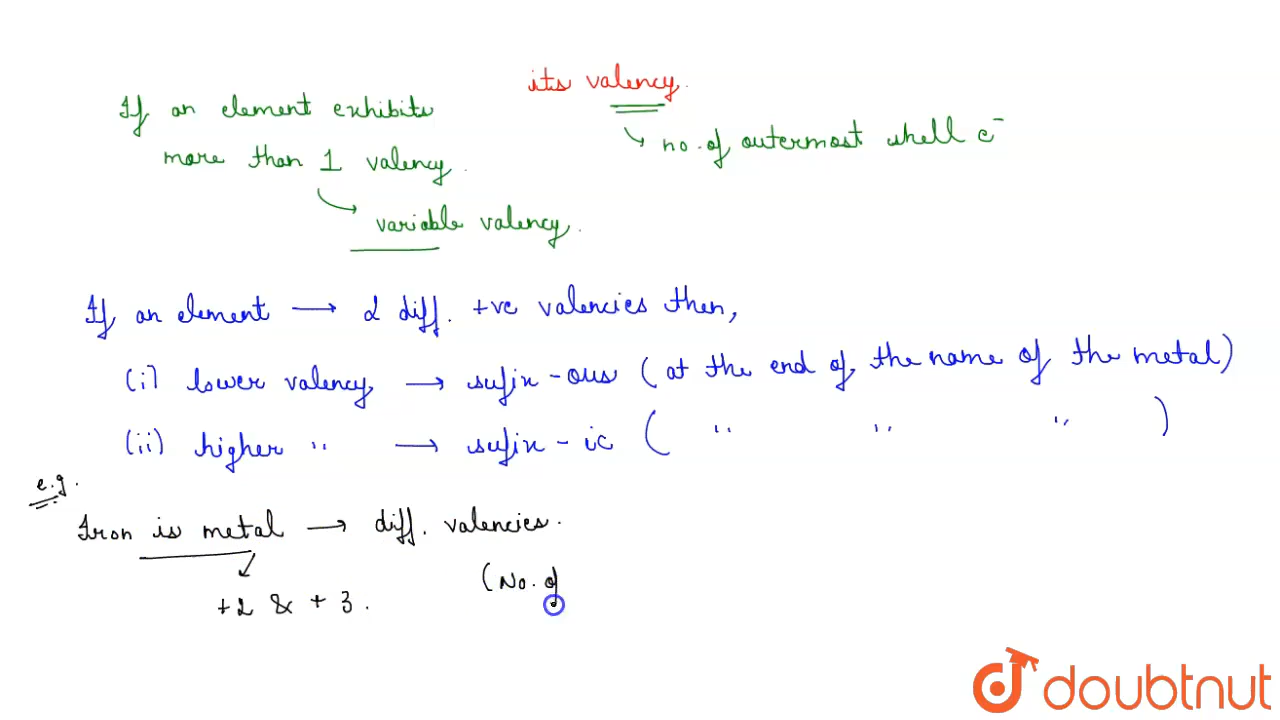 its valency.
If an element exhibits
more than 1 valency.
↳ no. of outermost shell e⁻
→ variable valency.
If an element → 2 diff. +ve valencies then,
(i) lower valency → sufix - ous (at the end of the name of the metal)
(ii) higher " → sufix - ic ( " " " )
e.g.
Iron is metal → diff. valencies.
+2 & +3.
(No. of
doubtnut